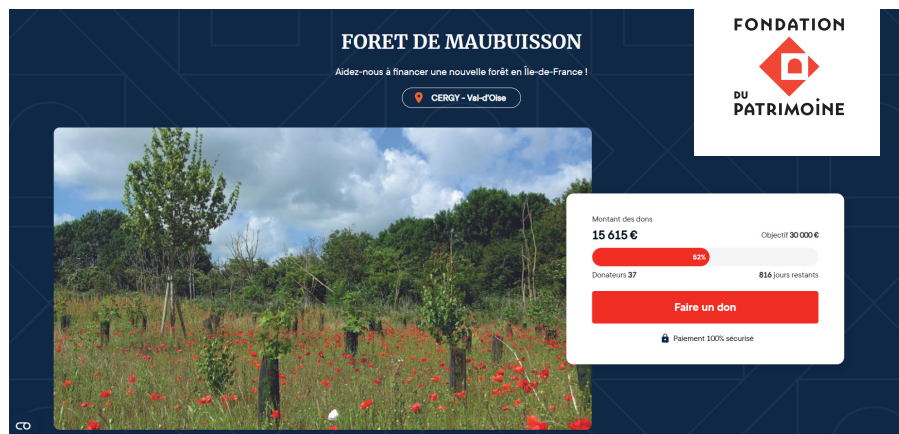 FORET DE MAUBUISSON
Aidez-nous à financer une nouvelle forêt en Île-de-France !
CERGY - Val-d'Oise
FONDATION
DU
PATRIMOINE
Montant des dons
15 615 €
Objectif 30 000 €
52%
Donateurs 37
816 jours restants
Faire un don
Paiement 100% sécurisé